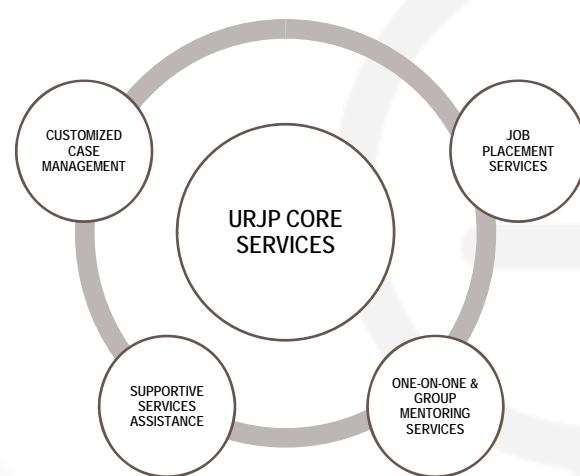 CUSTOMIZED
CASE
MANAGEMENT
JOB
PLACEMENT
SERVICES
URJP CORE
SERVICES
SUPPORTIVE
SERVICES
ASSISTANCE
ONE-ON-ONE &
GROUP
MENTORING
SERVICES